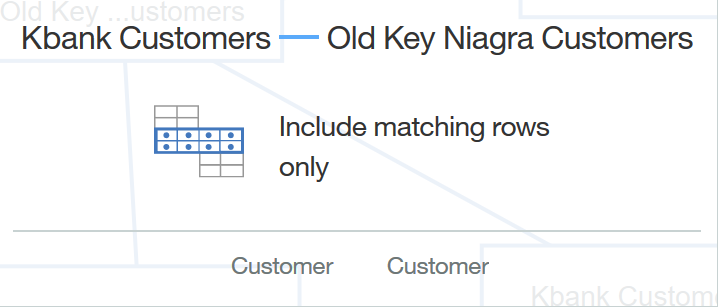 Old Key ...ustomers
Kbank Customers — Old Key Niagra Customers
Include matching rows
only
Customer Customer
Kbank Custom